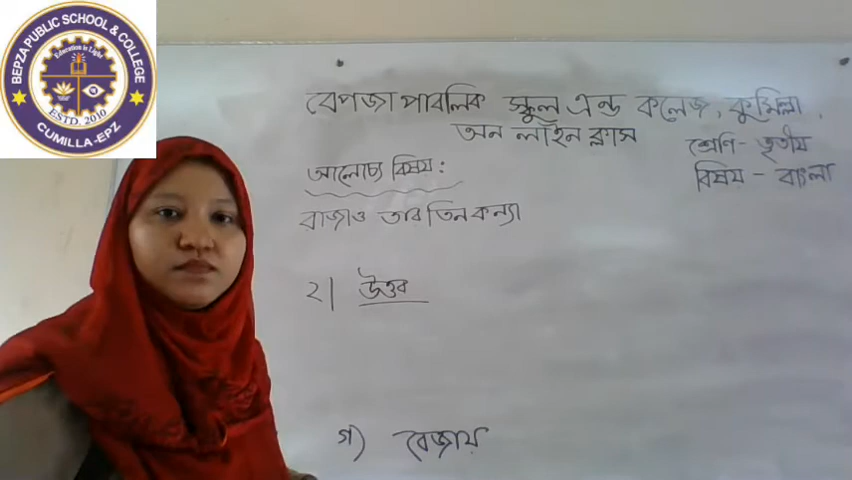 BEPZA PUBLIC SCHOOL & COLLEGE
Education is Light
ESTD. 2010
CUMILLA-EPZ
বেপজা পাবলিক স্কুল এন্ড কলেজ, কুমিল্লা,
অন লাইন ক্লাস
শ্রেণি - তৃতীয়
বিষয় - বাংলা
আলোচ্য বিষয়:
রাজা ও তার তিন কন্যা
২| উত্তর
গ) বেজায়